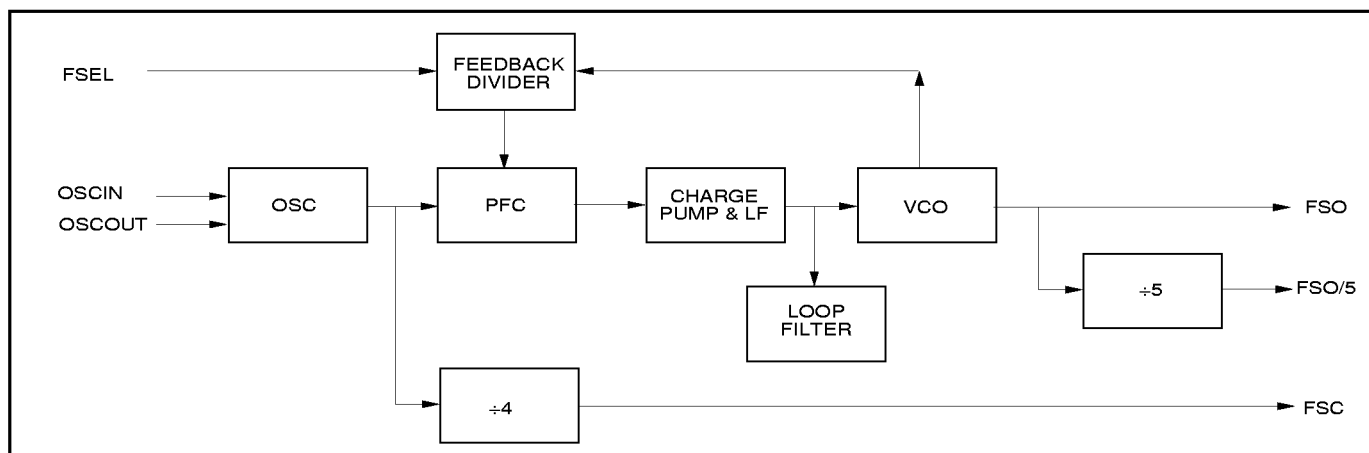 FSEL
FEEDBACK
DIVIDER
OSCIN
OSCOUT
OSC
PFC
CHARGE
PUMP & LF
VCO
FSO
LOOP
FILTER
÷5
FSO/5
÷4
FSC